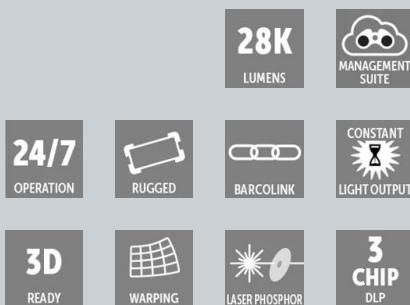 28K
LUMENS
MANAGEMENT
SUITE
24/7
OPERATION
RUGGED
BARCOLINK
CONSTANT
LIGHT OUTPUT
3D
READY
WARPING
LASER PHOSPHOR
3
CHIP
DLP